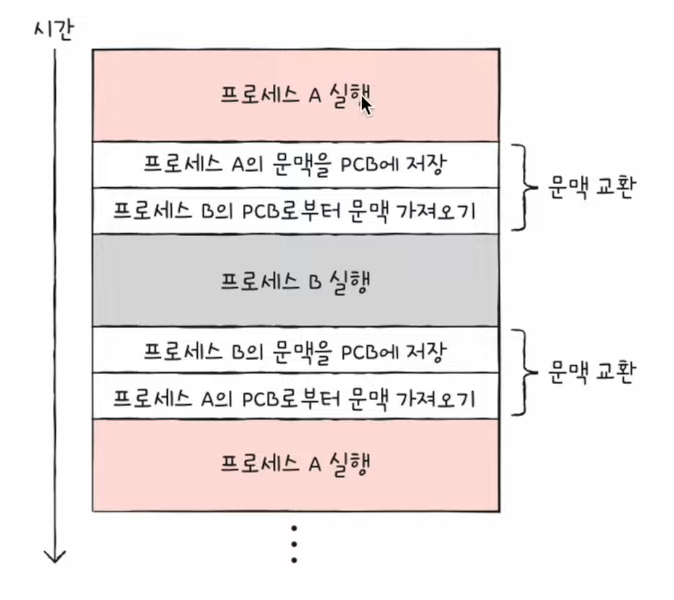 시간
프로세스 A 실행
프로세스 A의 문맥을 PCB에 저장
프로세스 B의 PCB로부터 문맥 가져오기
문맥 교환
프로세스 B 실행
프로세스 B의 문맥을 PCB에 저장
프로세스 A의 PCB로부터 문맥 가져오기
문맥 교환
프로세스 A 실행